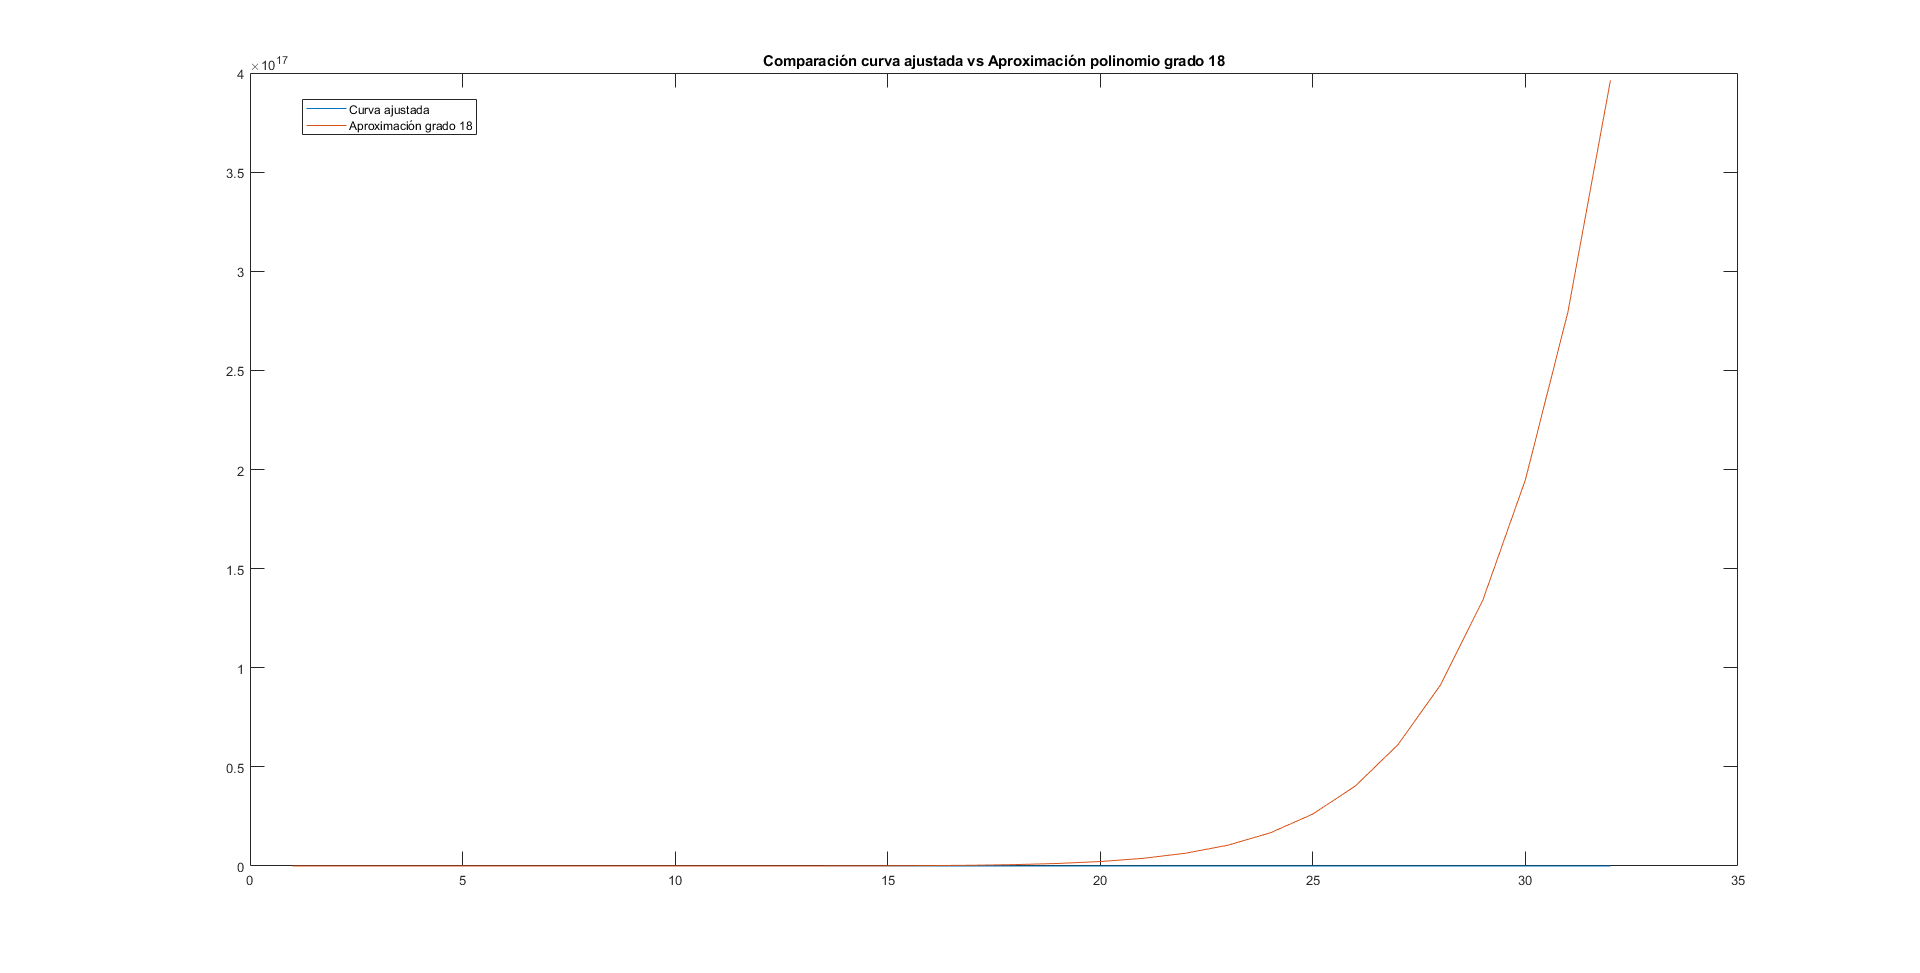 Comparación curva ajustada vs Aproximación polinomio grado 18
×10^17
Curva ajustada
Aproximación grado 18
4
3.5
3
2.5
2
1.5
1
0.5
0
0 5 10 15 20 25 30 35